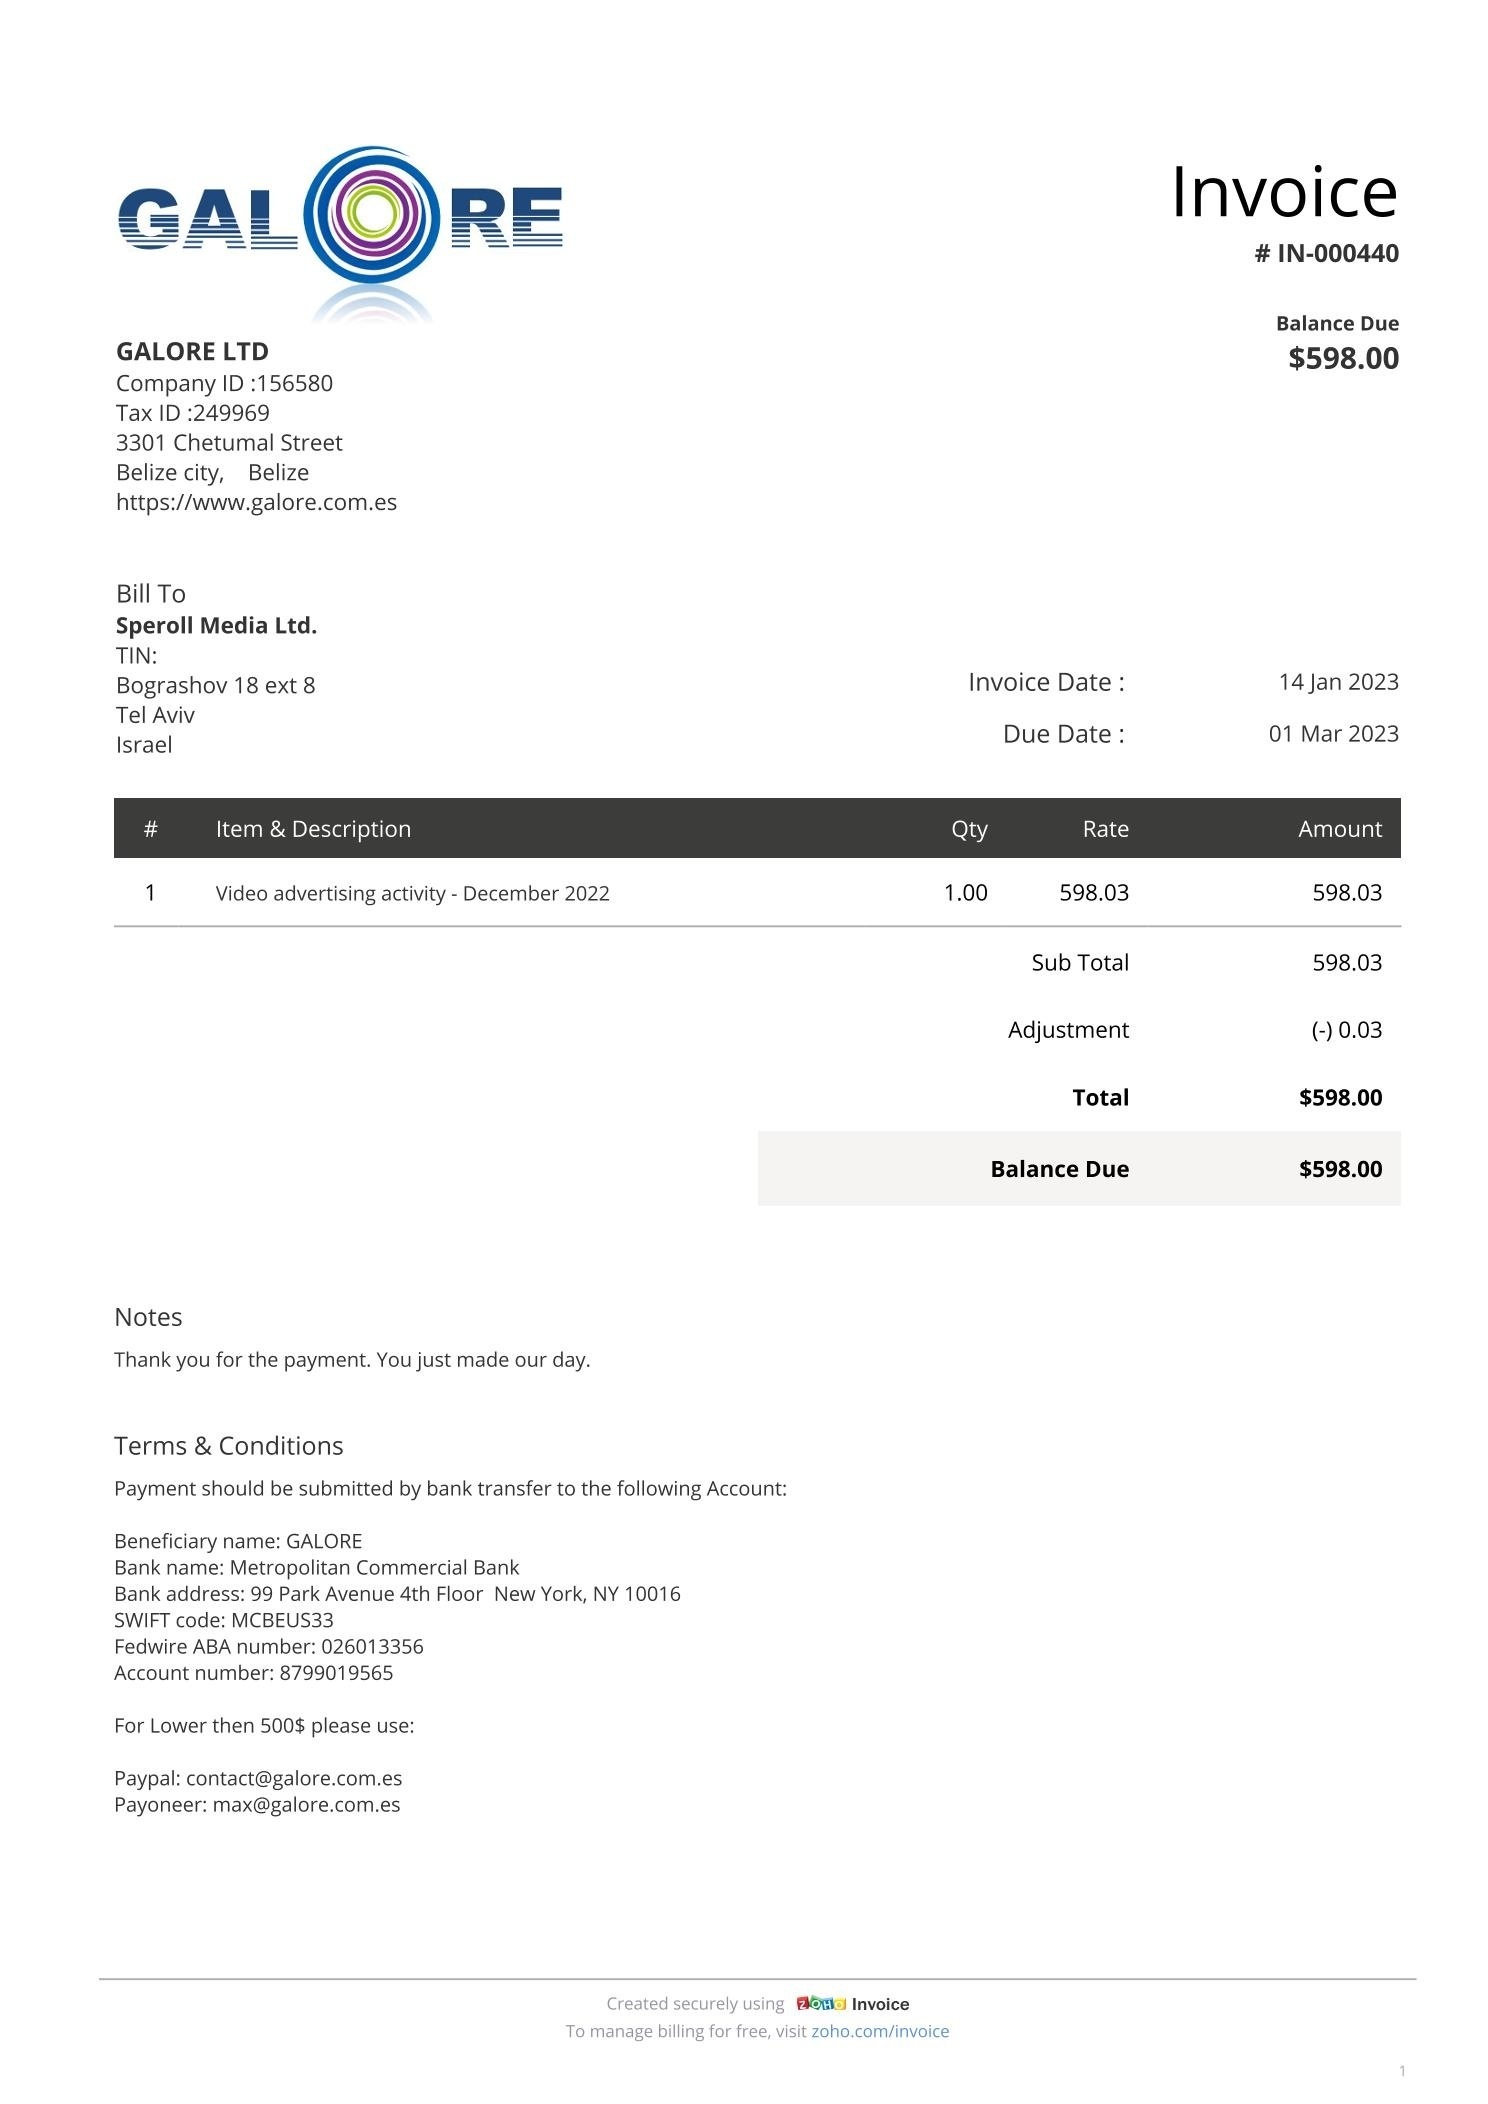 GALORE
Invoice
# IN-000440
Balance Due
$598.00
GALORE LTD
Company ID :156580
Tax ID :249969
3301 Chetumal Street
Belize city, Belize
https://www.galore.com.es
Bill To
Speroll Media Ltd.
TIN:
Bograshov 18 ext 8
Tel Aviv
Israel
Invoice Date : 14 Jan 2023
Due Date : 01 Mar 2023
# Item & Description Qty Rate Amount
1 Video advertising activity - December 2022 1.00 598.03 598.03
Sub Total 598.03
Adjustment (-) 0.03
Total $598.00
Balance Due $598.00
Notes
Thank you for the payment. You just made our day.
Terms & Conditions
Payment should be submitted by bank transfer to the following Account:
Beneficiary name: GALORE
Bank name: Metropolitan Commercial Bank
Bank address: 99 Park Avenue 4th Floor New York, NY 10016
SWIFT code: MCBEUS33
Fedwire ABA number: 026013356
Account number: 8799019565
For Lower then 500$ please use:
Paypal: contact@galore.com.es
Payoneer: max@galore.com.es
Created securely using ZOHO Invoice
To manage billing for free, visit zoho.com/invoice
1